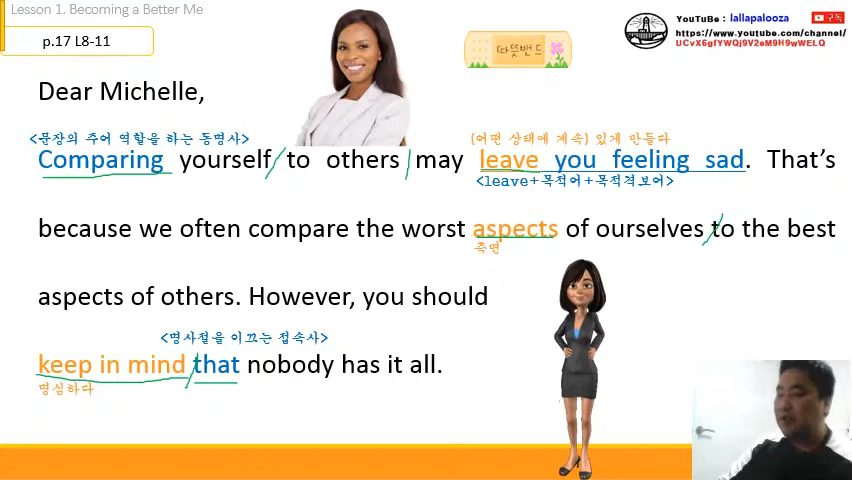 Lesson 1. Becoming a Better Me
p.17 L8-11
따뜻밴드
YouTuBe : lallapalooza
구독
https://www.youtube.com/channel/
UCvX6gfYWQj9V2eM9H9wWELQ
Dear Michelle,
<문장의 주어 역할을 하는 동명사>
(어떤 상태에 계속) 있게 만들다
Comparing yourself to others may leave you feeling sad. That’s
<leave+목적어+목적격보어>
because we often compare the worst aspects of ourselves to the best
측면
aspects of others. However, you should
<명사절을 이끄는 접속사>
keep in mind that nobody has it all.
명심하다